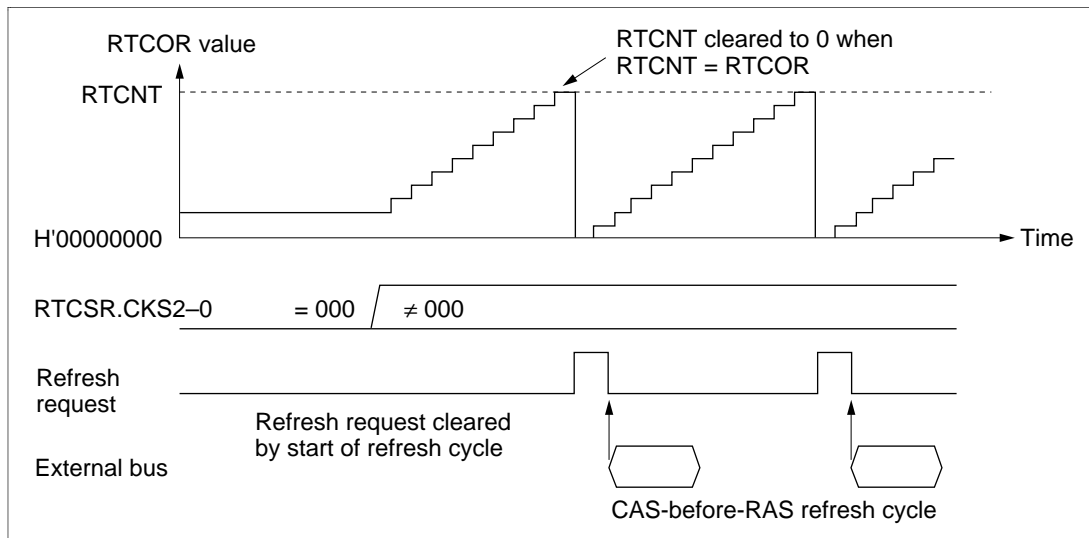 RTCOR value
RTCNT cleared to 0 when
RTCNT = RTCOR
RTCNT
H'00000000
Time
RTCSR.CKS2–0
= 000
≠ 000
Refresh
request
Refresh request cleared
by start of refresh cycle
External bus
CAS-before-RAS refresh cycle